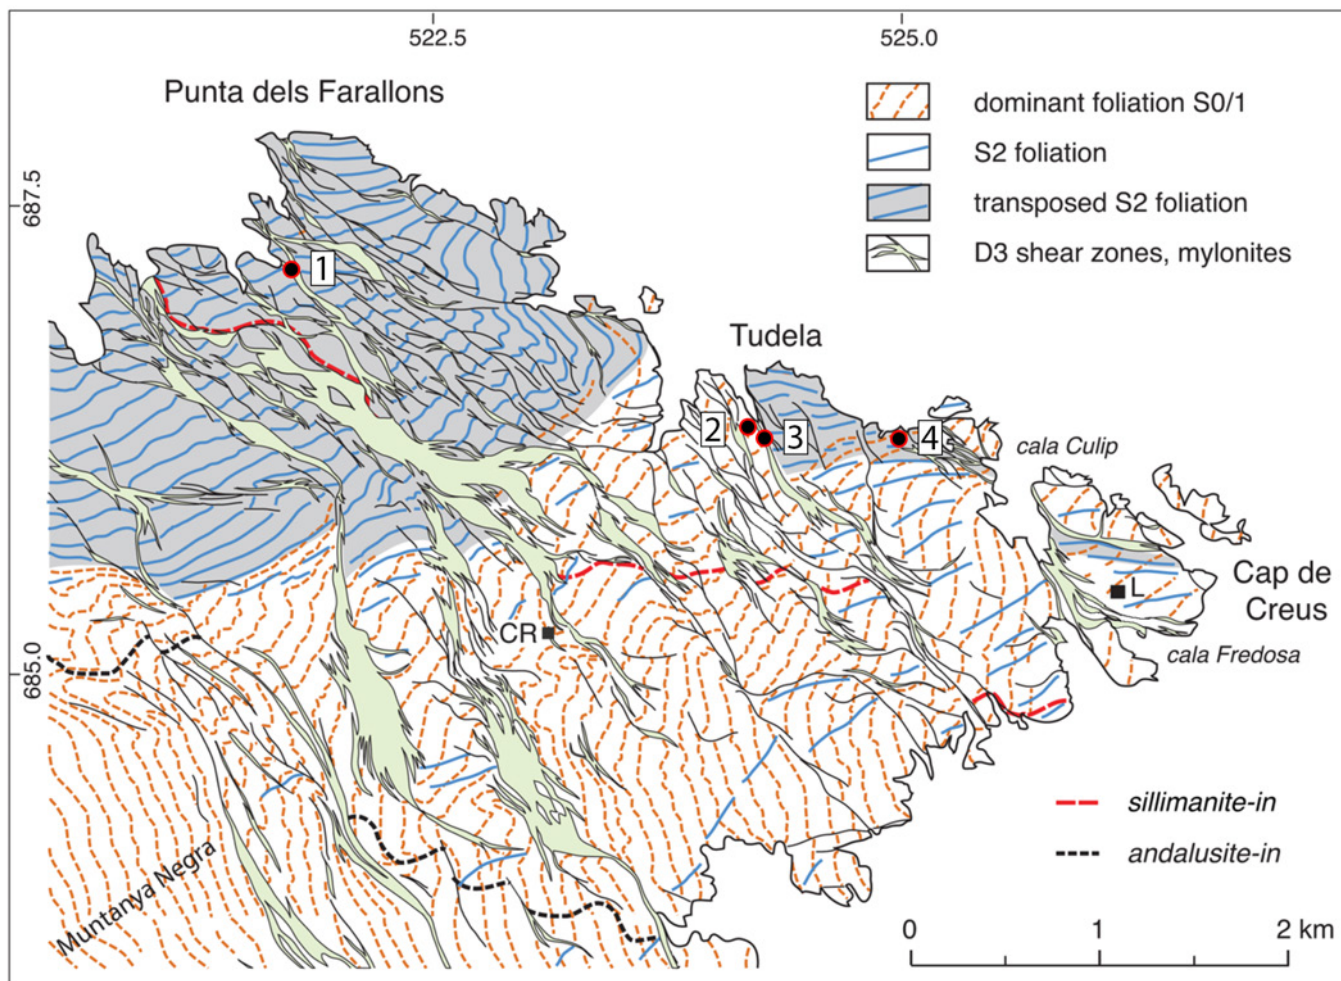 522.5
525.0
Punta dels Farallons
dominant foliation S0/1
S2 foliation
687.5
transposed S2 foliation
D3 shear zones, mylonites
1
Tudela
2
3
4
cala Culip
Cap de
Creus
L
CR
cala Fredosa
685.0
sillimanite-in
andalusite-in
Muntanya Negra
0
1
2 km